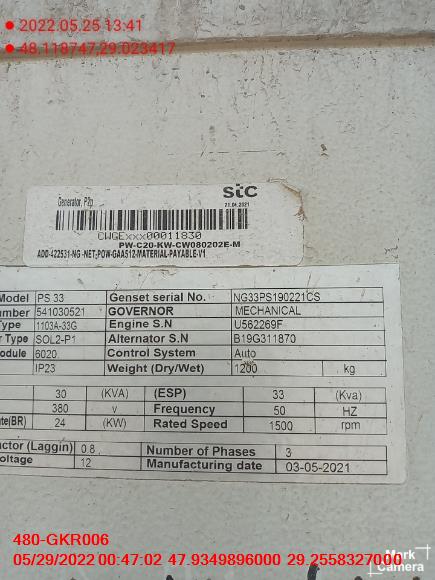 2022.05.25 13:41
48.118747,29.023417
stc
21.04.2021
Generator, P2p
CWGExxx00011830
PW-C20-KW-CW080202E-M
ADD-422531-NG-NET-POW-GAA512-MATERIAL-PAYABLE-V1
Model PS 33 Genset serial No. NG33PS190221CS
umber 541030521 GOVERNOR MECHANICAL
Type 1103A-33G Engine S.N U562269F
r Type SOL2-P1 Alternator S.N B19G311870
odule 6020 Control System Auto
IP23 Weight (Dry/Wet) 1200 kg
30 (KVA) (ESP) 33 (Kva)
380 v Frequency 50 HZ
ate(BR) 24 (KW) Rated Speed 1500 rpm
actor (Laggin) 0.8 Number of Phases 3
oltage 12 Manufacturing date 03-05-2021
480-GKR006
05/29/2022 00:47:02 47.9349896000 29.2558327000
Mark
Camera